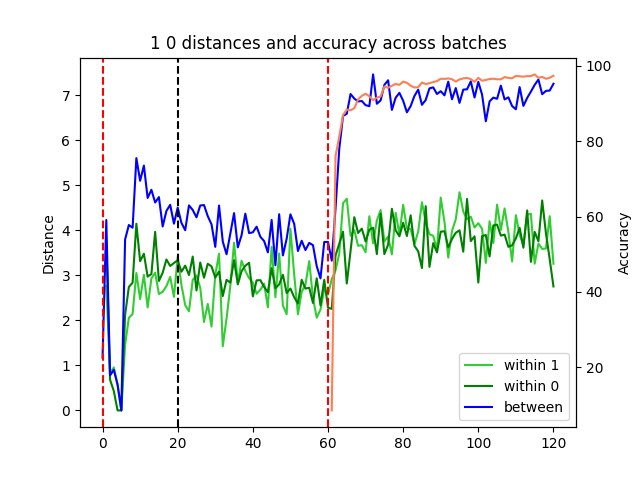 1 0 distances and accuracy across batches
Distance
7
6
5
4
3
2
1
0
100
80
60
40
20
Accuracy
within 1
within 0
between
0 20 40 60 80 100 120